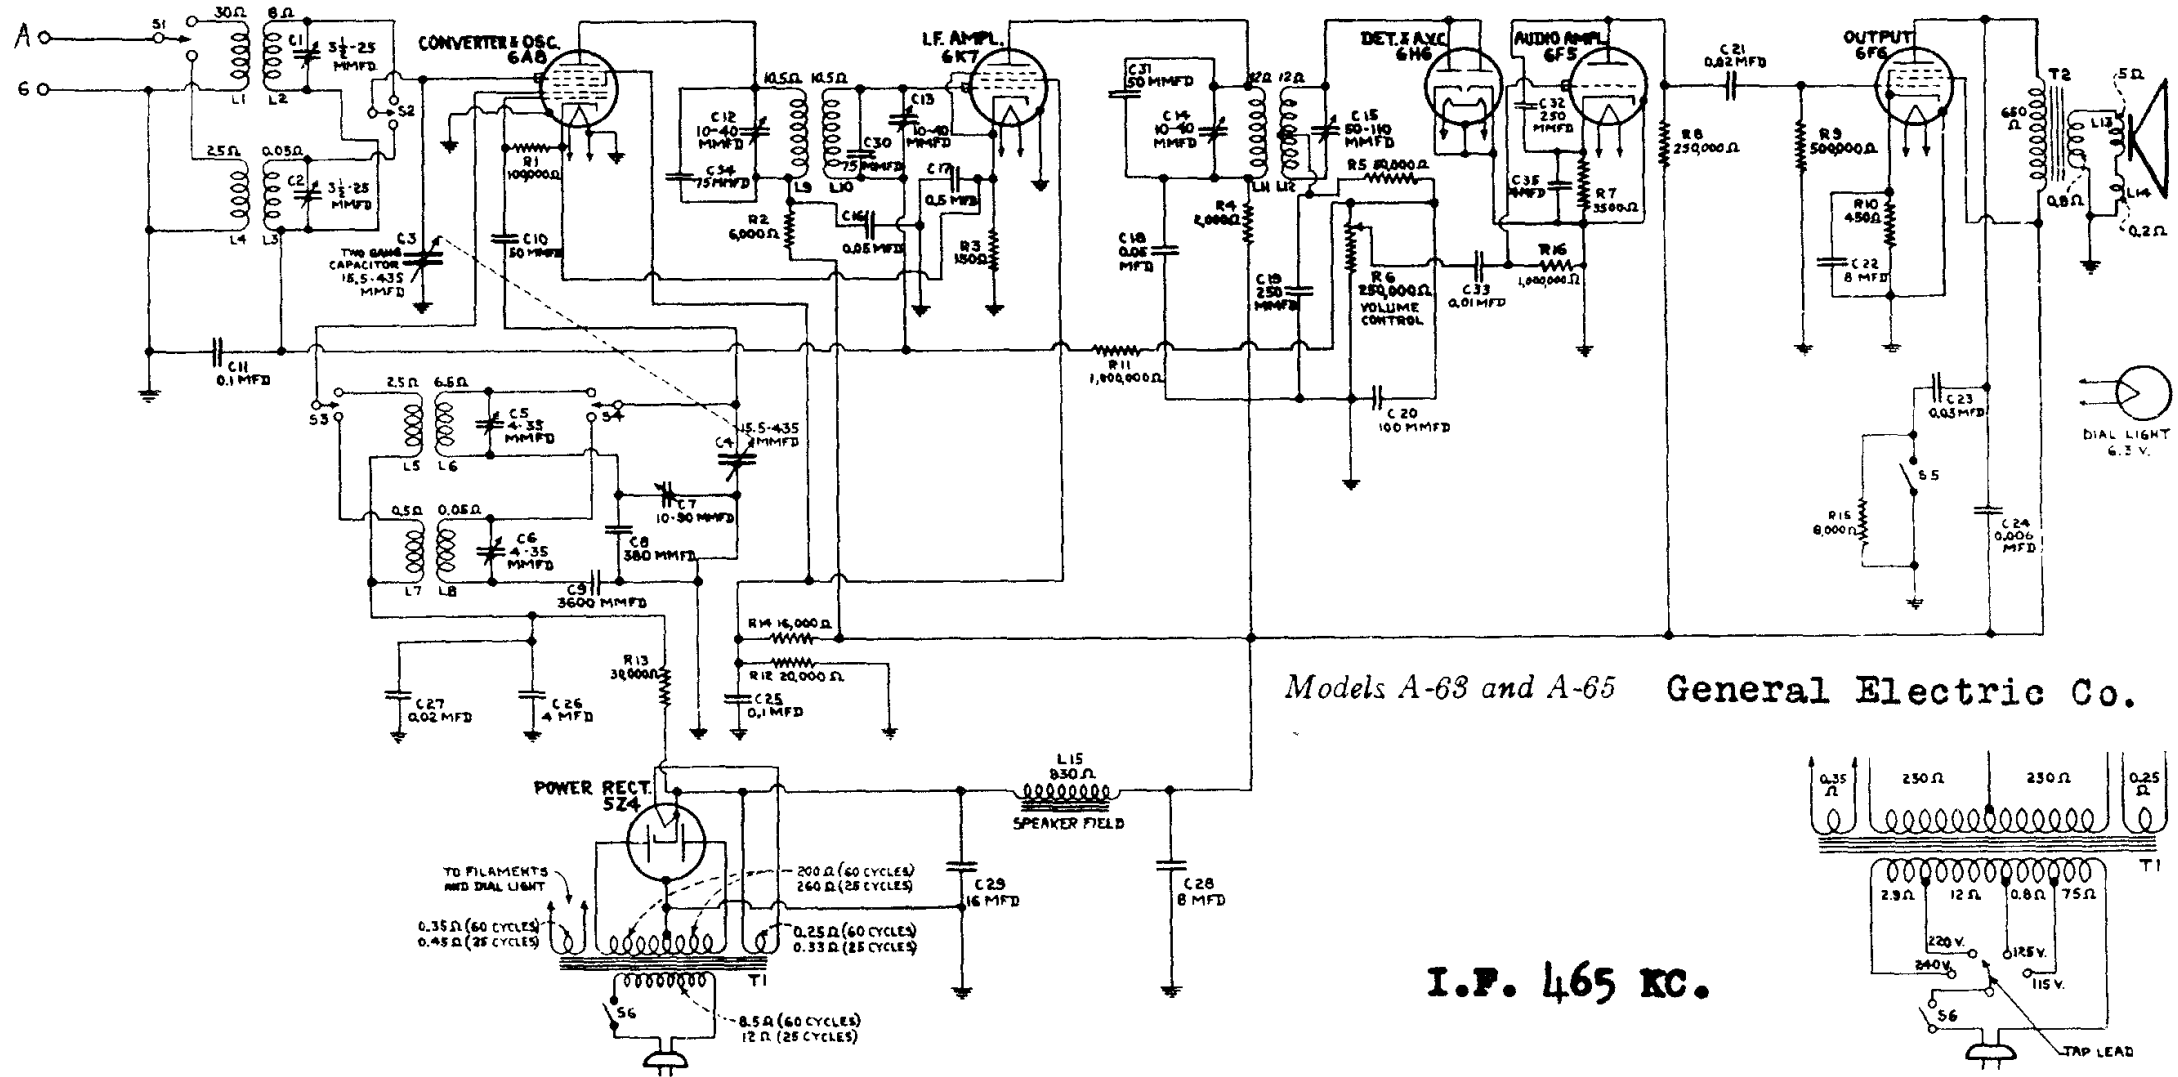 A
G
S1
30Ω
8Ω
C1
3½-25
MMFD
L1
L2
S2
25Ω
0.05Ω
C2
3½-25
MMFD
L4
L3
C3
TWO GANG
CAPACITOR
15.5-435
MMFD
C11
0.1 MFD
CONVERTER & OSC.
6A8
R1
100,000Ω
C10
50 MMFD
C12
10-40
MMFD
C34
75 MMFD
10.5Ω
10.5Ω
L9
L10
C13
10-40
MMFD
C30
75 MMFD
R2
6,000Ω
C16
0.05 MFD
C17
0.5 MFD
I.F. AMPL.
6K7
R3
150Ω
C31
50 MMFD
C14
10-40
MMFD
12Ω
12Ω
L11
L12
C15
50-110
MMFD
R4
2,000Ω
C18
0.05
MFD
C19
250
MMFD
DET. & A.V.C.
6H6
R5
R6
250,000Ω
VOLUME
CONTROL
C33
0.01 MFD
R16
1,000,000Ω
R11
1,000,000Ω
C20
100 MMFD
AUDIO AMPL.
6F5
C32
250
MMFD
C35
R7
3500Ω
R8
250,000Ω
C21
0.02 MFD
R9
500,000Ω
OUTPUT
6F6
R10
450Ω
C22
8 MFD
T2
650
Ω
5Ω
L13
L14
0.8Ω
0.2Ω
C23
0.03 MFD
S5
R15
8,000Ω
C24
0.006
MFD
DIAL LIGHT
6.3 V.
S3
2.5Ω
6.5Ω
C5
4-35
MMFD
S4
L5
L6
15.5-435
MMFD
C4
C7
10-90 MMFD
0.5Ω
0.05Ω
C6
4-35
MMFD
C8
380 MMFD
L7
L8
C9
3600 MMFD
R14 16,000Ω
R12 20,000Ω
R13
30,000Ω
C27
0.02 MFD
C26
4 MFD
C25
0.1 MFD
Models A-63 and A-65
General Electric Co.
POWER RECT.
5Z4
L15
830Ω
SPEAKER FIELD
TO FILAMENTS
AND DIAL LIGHT
200Ω (60 CYCLES)
260Ω (25 CYCLES)
C29
16 MFD
C28
8 MFD
0.35Ω (60 CYCLES)
0.45Ω (25 CYCLES)
0.25Ω (60 CYCLES)
0.33Ω (25 CYCLES)
T1
S6
8.5Ω (60 CYCLES)
12Ω (25 CYCLES)
I.F. 465 KC.
0.35
Ω
230Ω
230Ω
0.25
Ω
T1
2.9Ω
12Ω
0.8Ω
75Ω
220 V.
125 V.
240 V.
115 V.
S6
TAP LEAD